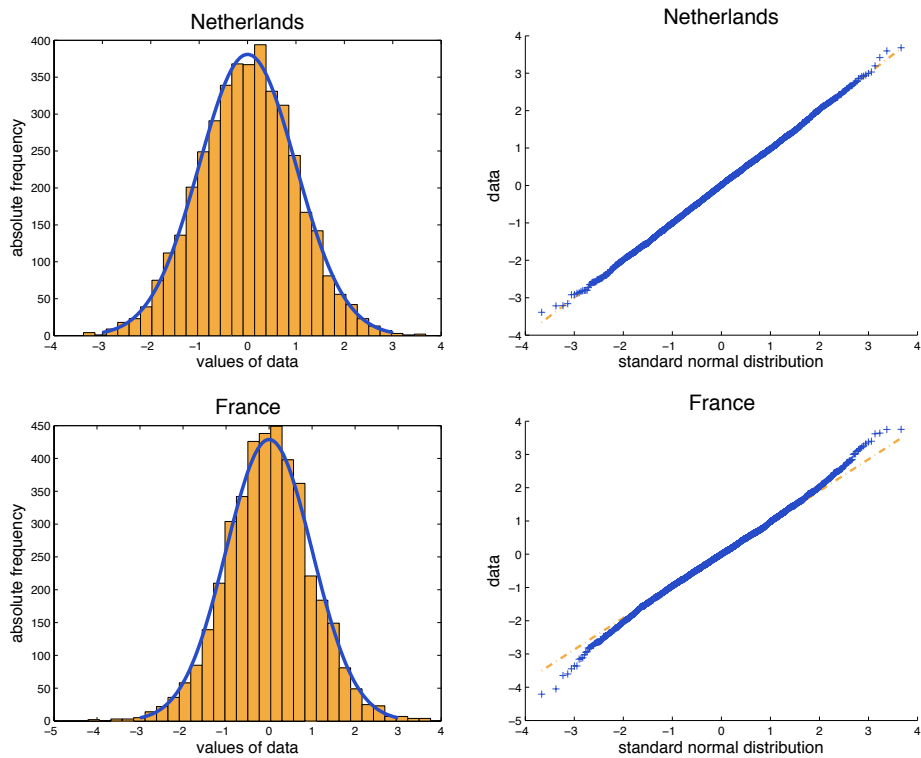 Netherlands
400
350
300
250
200
150
100
50
0
absolute frequency
−4 −3 −2 −1 0 1 2 3 4
values of data
Netherlands
4
3
2
1
0
−1
−2
−3
−4
data
−4 −3 −2 −1 0 1 2 3 4
standard normal distribution
France
450
400
350
300
250
200
150
100
50
0
absolute frequency
−5 −4 −3 −2 −1 0 1 2 3 4
values of data
France
4
3
2
1
0
−1
−2
−3
−4
−5
data
−4 −3 −2 −1 0 1 2 3 4
standard normal distribution